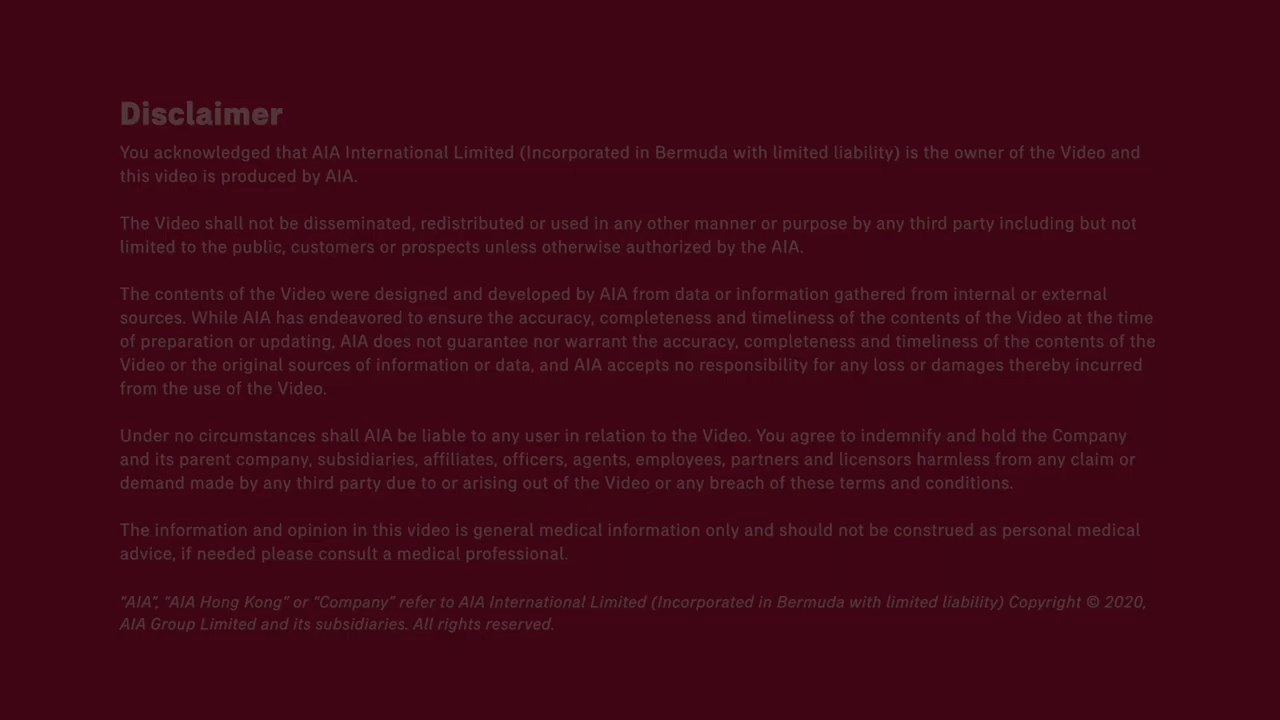 Disclaimer
You acknowledged that AIA International Limited (Incorporated in Bermuda with limited liability) is the owner of the Video and
this video is produced by AIA.
The Video shall not be disseminated, redistributed or used in any other manner or purpose by any third party including but not
limited to the public, customers or prospects unless otherwise authorized by the AIA.
The contents of the Video were designed and developed by AIA from data or information gathered from internal or external
sources. While AIA has endeavored to ensure the accuracy, completeness and timeliness of the contents of the Video at the time
of preparation or updating, AIA does not guarantee nor warrant the accuracy, completeness and timeliness of the contents of the
Video or the original sources of information or data, and AIA accepts no responsibility for any loss or damages thereby incurred
from the use of the Video.
Under no circumstances shall AIA be liable to any user in relation to the Video. You agree to indemnify and hold the Company
and its parent company, subsidiaries, affiliates, officers, agents, employees, partners and licensors harmless from any claim or
demand made by any third party due to or arising out of the Video or any breach of these terms and conditions.
The information and opinion in this video is general medical information only and should not be construed as personal medical
advice, if needed please consult a medical professional.
“AIA”, “AIA Hong Kong” or “Company” refer to AIA International Limited (Incorporated in Bermuda with limited liability) Copyright © 2020,
AIA Group Limited and its subsidiaries. All rights reserved.